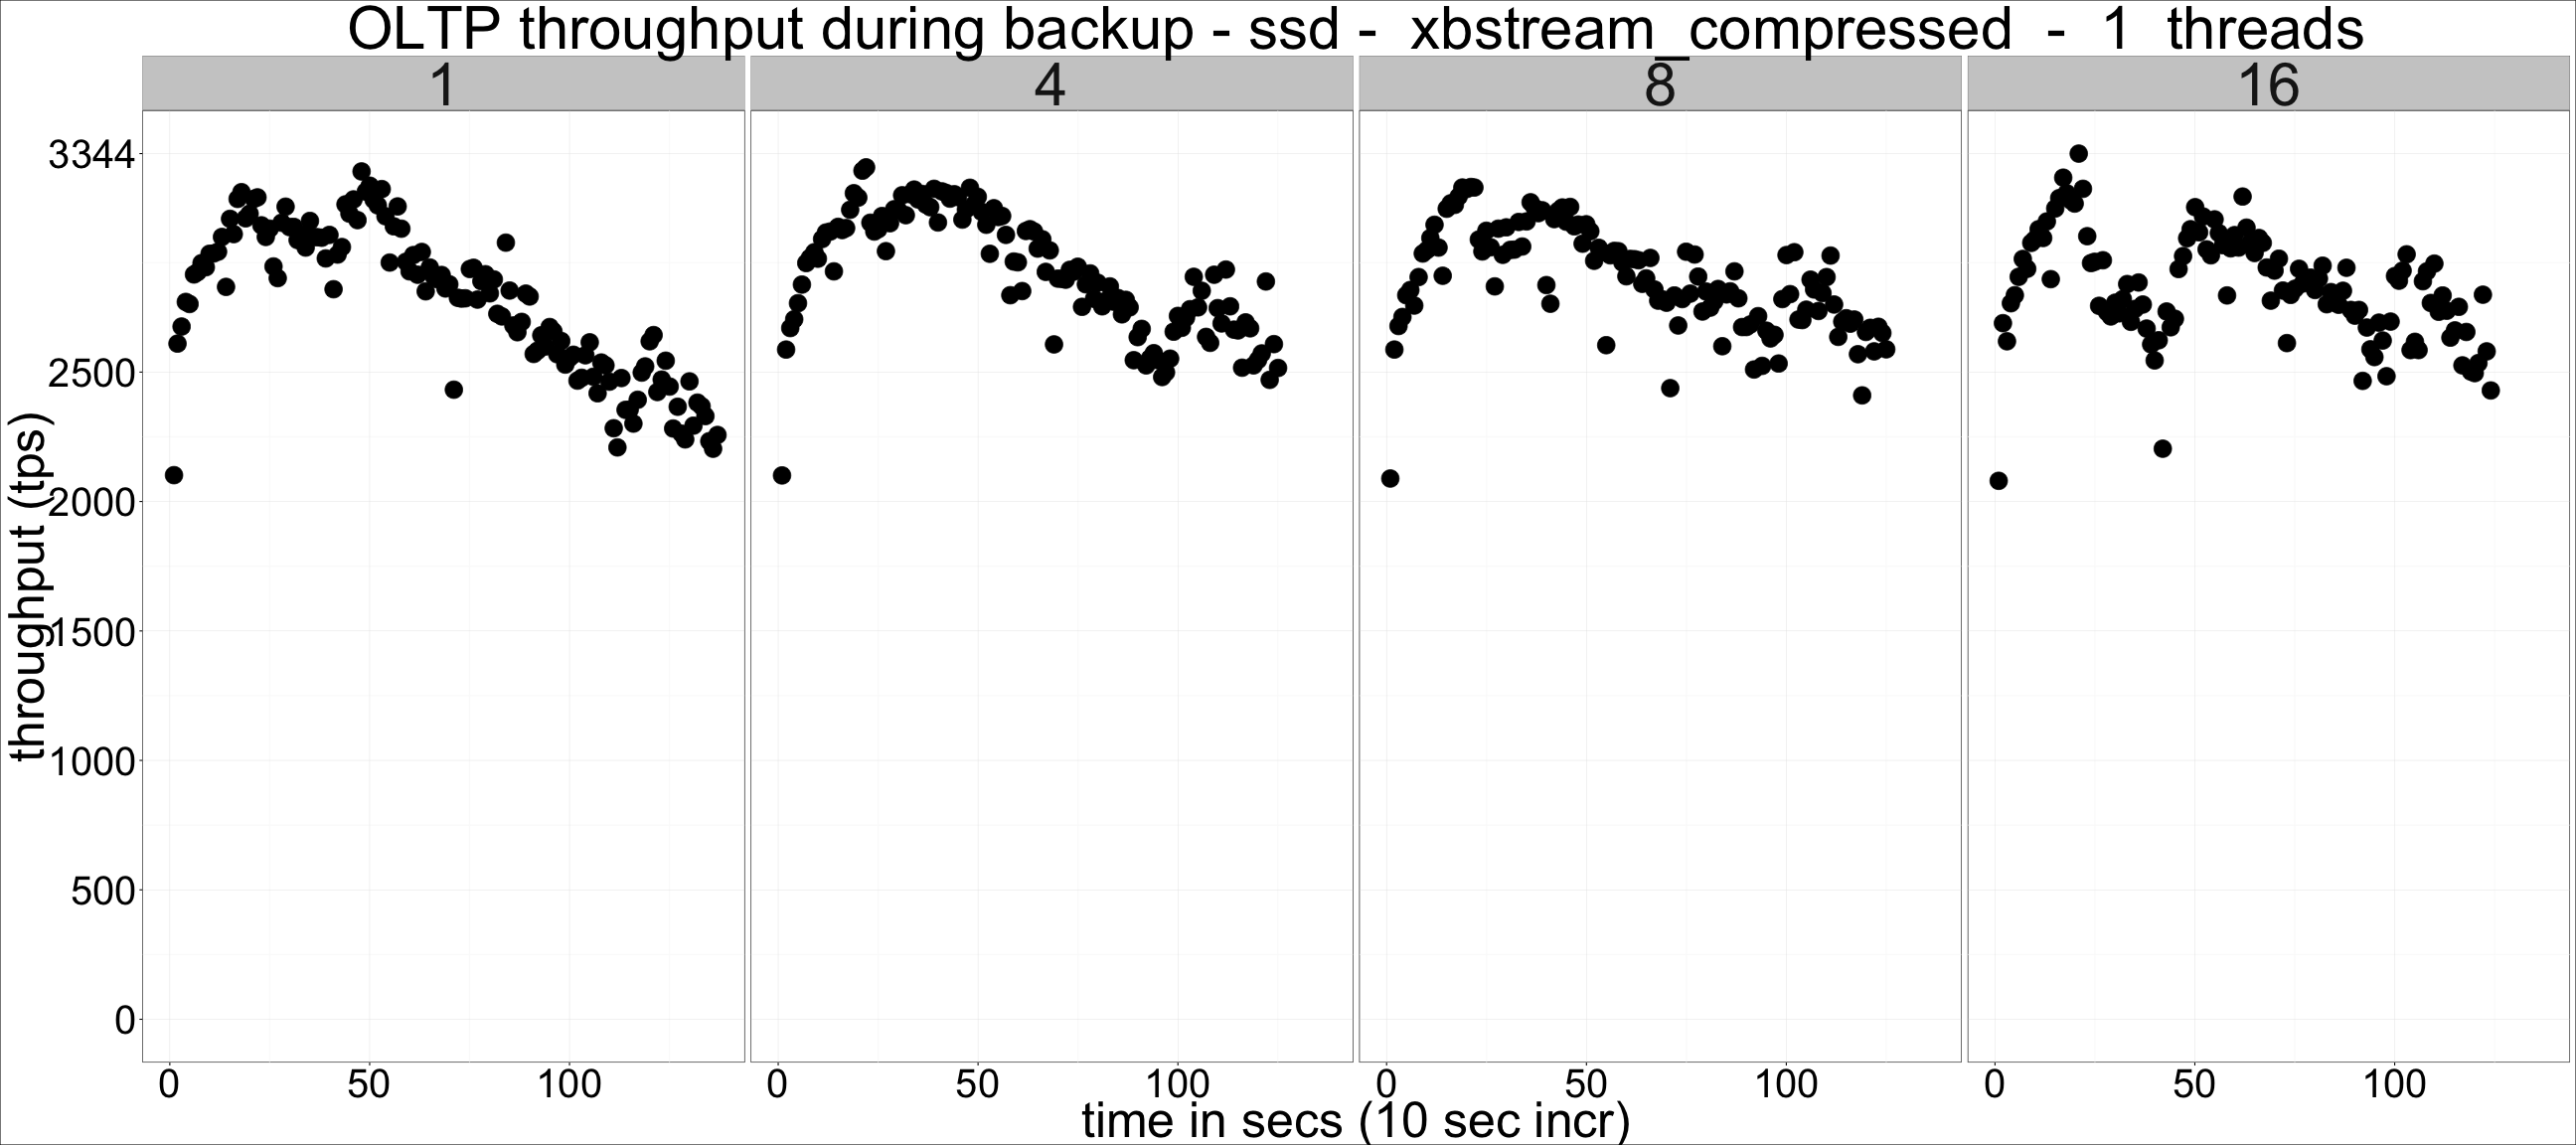 OLTP throughput during backup - ssd - xbstream_compressed - 1 threads
1 4 8 16
3344
2500
2000
1500
1000
500
0
throughput (tps)
0 50 100 0 50 100 0 50 100 0 50 100
time in secs (10 sec incr)